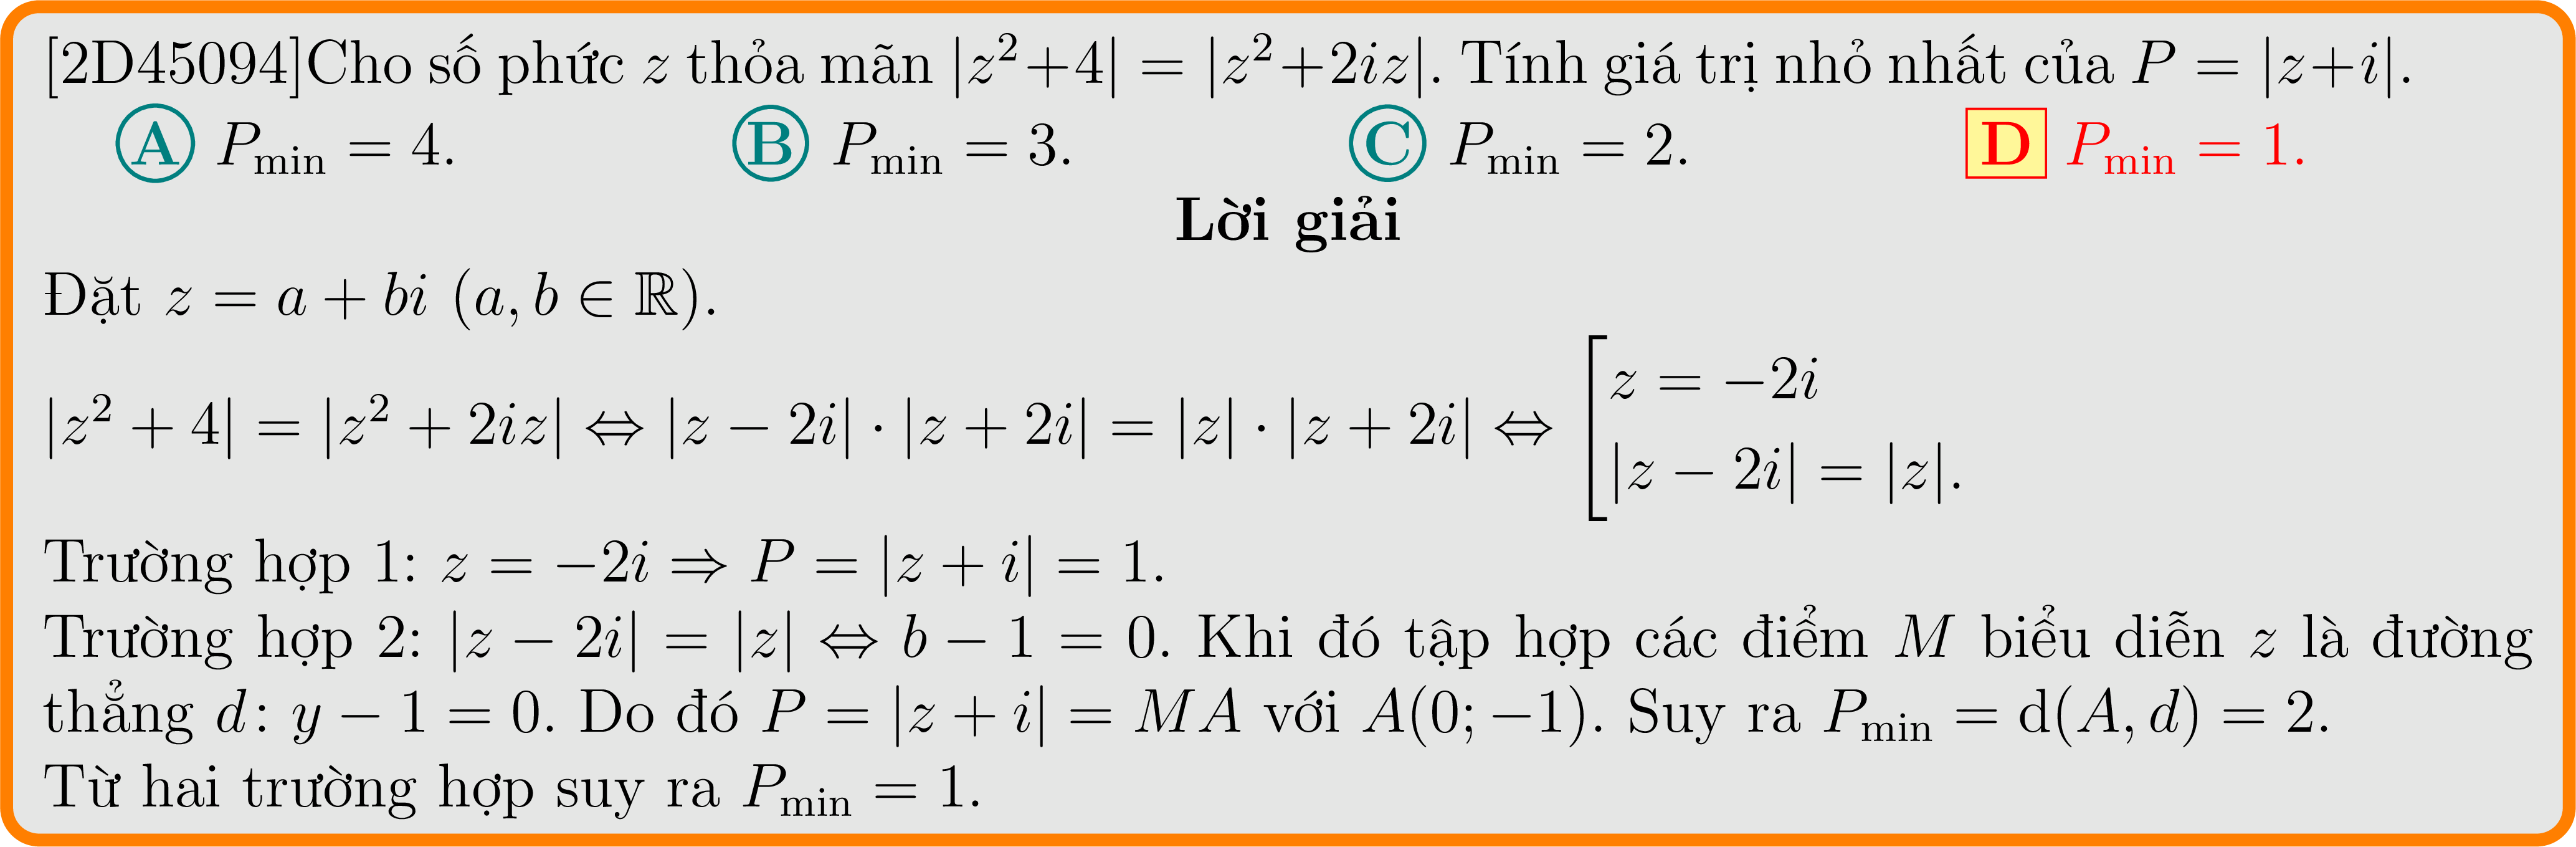 [2D45094]Cho số phức z thỏa mãn |z²+4| = |z²+2iz|. Tính giá trị nhỏ nhất của P = |z+i|.
A P_min = 4. B P_min = 3. C P_min = 2. D P_min = 1.
Lời giải
Đặt z = a + bi (a, b ∈ ℝ).
|z² + 4| = |z² + 2iz| ⇔ |z − 2i| · |z + 2i| = |z| · |z + 2i| ⇔ [ z = −2i
|z − 2i| = |z|.
Trường hợp 1: z = −2i ⇒ P = |z + i| = 1.
Trường hợp 2: |z − 2i| = |z| ⇔ b − 1 = 0. Khi đó tập hợp các điểm M biểu diễn z là đường
thẳng d: y − 1 = 0. Do đó P = |z + i| = MA với A(0; −1). Suy ra P_min = d(A, d) = 2.
Từ hai trường hợp suy ra P_min = 1.